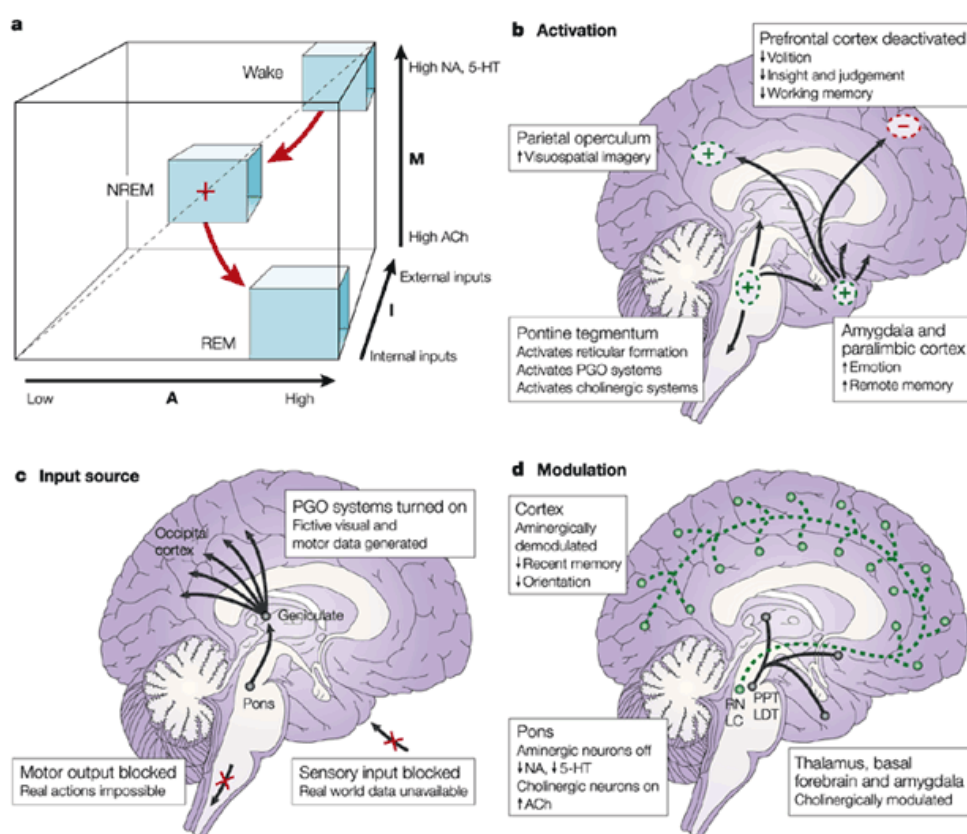 a
Wake
High NA, 5-HT
M
NREM
High ACh
External inputs
I
REM
Internal inputs
Low
A
High
b Activation
Prefrontal cortex deactivated
↓Volition
↓Insight and judgement
↓Working memory
Parietal operculum
↑Visuospatial imagery
Pontine tegmentum
Activates reticular formation
Activates PGO systems
Activates cholinergic systems
Amygdala and
paralimbic cortex
↑Emotion
↑Remote memory
c Input source
PGO systems turned on
Fictive visual and
motor data generated
Occipital
cortex
Geniculate
Pons
Motor output blocked
Real actions impossible
Sensory input blocked
Real world data unavailable
d Modulation
Cortex
Aminergically
demodulated
↓Recent memory
↓Orientation
RN
LC
PPT
LDT
Pons
Aminergic neurons off
↓NA, ↓5-HT
Cholinergic neurons on
↑ACh
Thalamus, basal
forebrain and amygdala
Cholinergically modulated